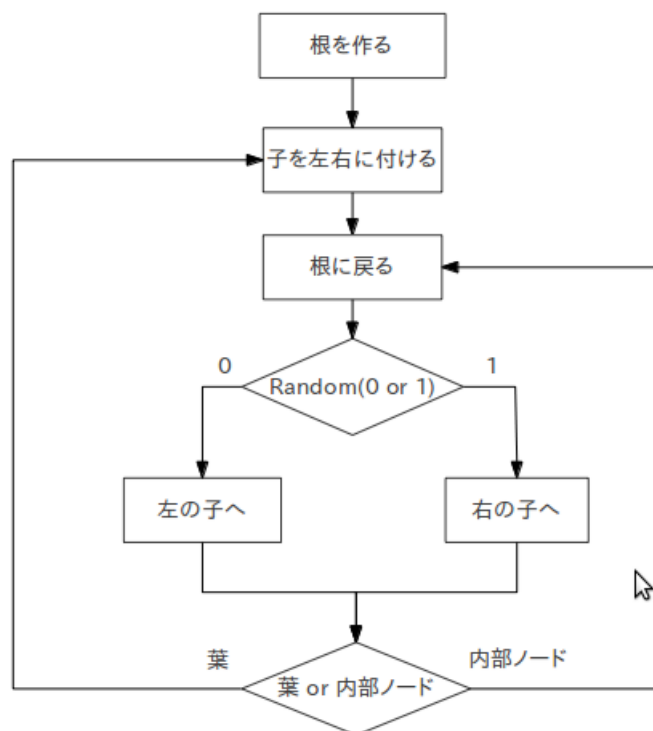 根を作る
子を左右に付ける
根に戻る
0
Random(0 or 1)
1
左の子へ
右の子へ
葉
葉 or 内部ノード
内部ノード